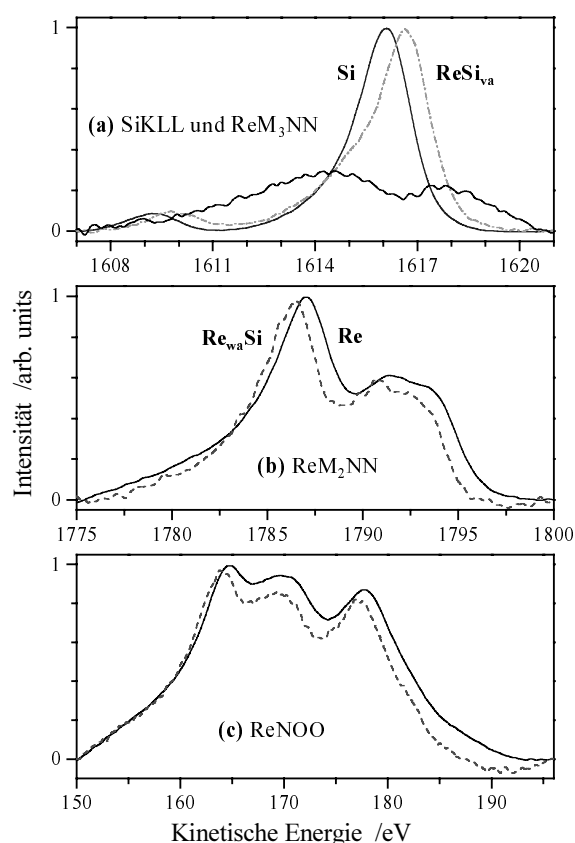 1
Si
ReSiva
(a) SiKLL und ReM3NN
0
1608 1611 1614 1617 1620
1
RewaSi
Re
(b) ReM2NN
0
1775 1780 1785 1790 1795 1800
1
(c) ReNOO
0
150 160 170 180 190
Intensität /arb. units
Kinetische Energie /eV